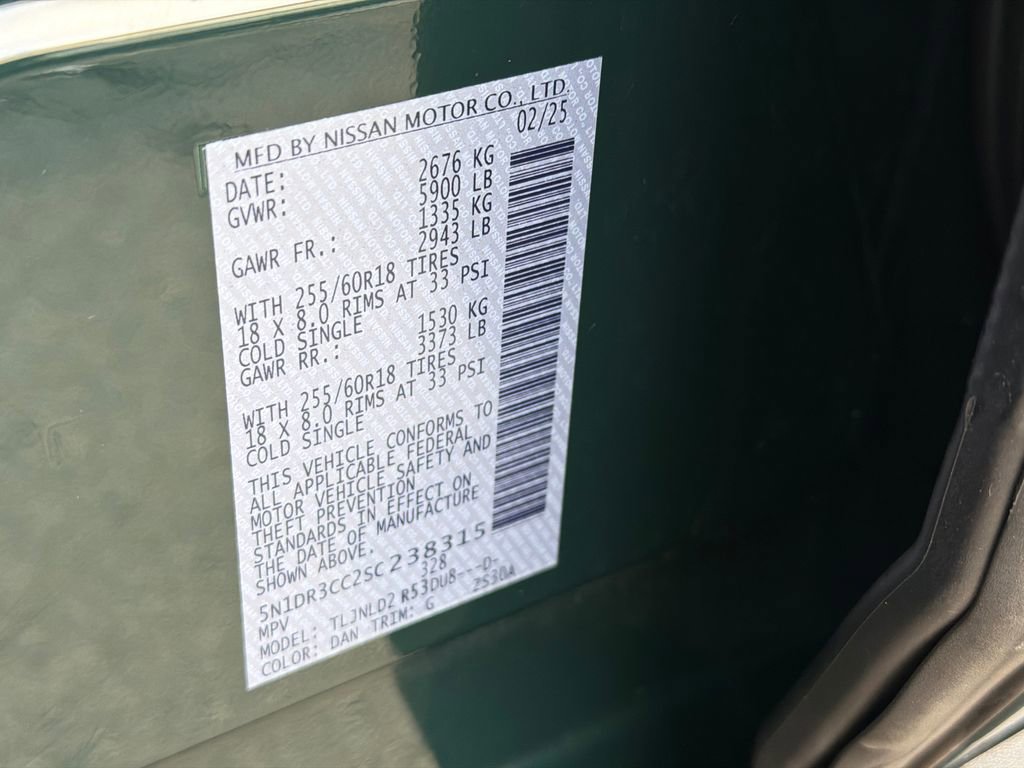 MFD BY NISSAN MOTOR CO., LTD.
DATE: 02/25
GVWR: 2676 KG
5900 LB
GAWR FR.: 1335 KG
2943 LB
WITH 255/60R18 TIRES
18 X 8.0 RIMS AT 33 PSI
COLD SINGLE
GAWR RR.: 1530 KG
3373 LB
WITH 255/60R18 TIRES
18 X 8.0 RIMS AT 33 PSI
COLD SINGLE
THIS VEHICLE CONFORMS TO
ALL APPLICABLE FEDERAL
MOTOR VEHICLE SAFETY AND
THEFT PREVENTION
STANDARDS IN EFFECT ON
THE DATE OF MANUFACTURE
SHOWN ABOVE.
5N1DR3CC2SC238315
MPV 328
MODEL: TLJNLD2 R53DU8---D-
COLOR: DAN TRIM: G 2530A